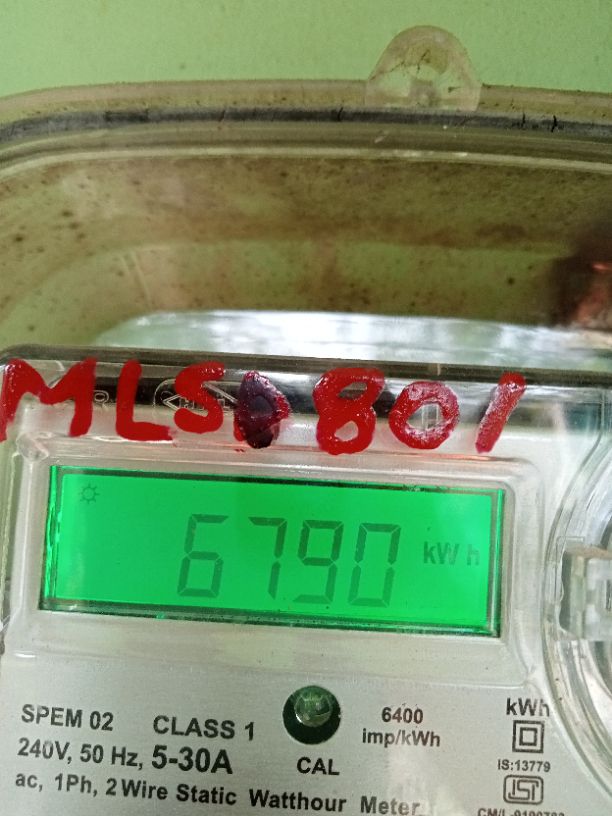 MLS 801
6790 kWh
SPEM 02 CLASS 1
240V, 50 Hz, 5-30A
ac, 1Ph, 2 Wire Static Watthour Meter
CAL
6400
imp/kWh
kWh
IS:13779